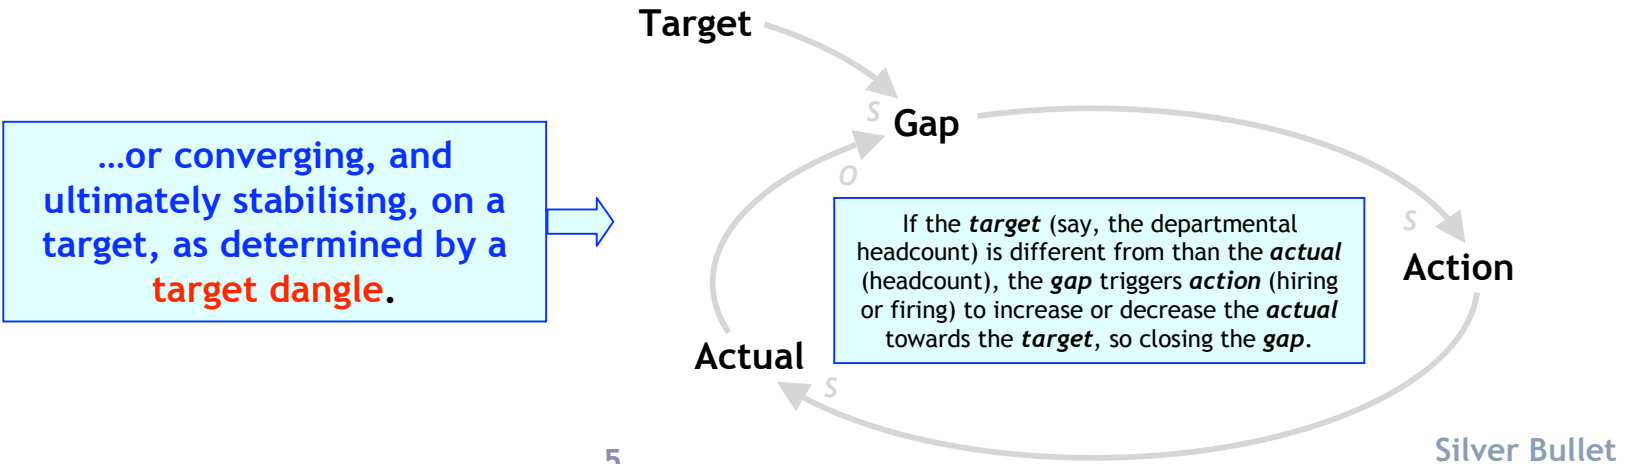 Target
S
Gap
O
…or converging, and
ultimately stabilising, on a
target, as determined by a
target dangle.
If the target (say, the departmental
headcount) is different from than the actual
(headcount), the gap triggers action (hiring
or firing) to increase or decrease the actual
towards the target, so closing the gap.
S
Action
Actual
S
5
Silver Bullet